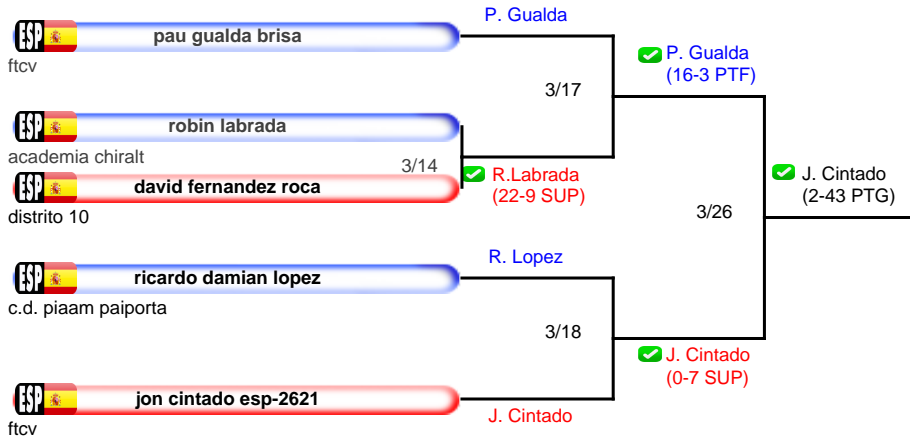 P. Gualda
ESP
pau gualda brisa
ftcv
P. Gualda
(16-3 PTF)
3/17
ESP
robin labrada
academia chiralt
3/14
R.Labrada
(22-9 SUP)
J. Cintado
(2-43 PTG)
ESP
david fernandez roca
distrito 10
3/26
R. Lopez
ESP
ricardo damian lopez
c.d. piaam paiporta
3/18
J. Cintado
(0-7 SUP)
ESP
jon cintado esp-2621
J. Cintado
ftcv